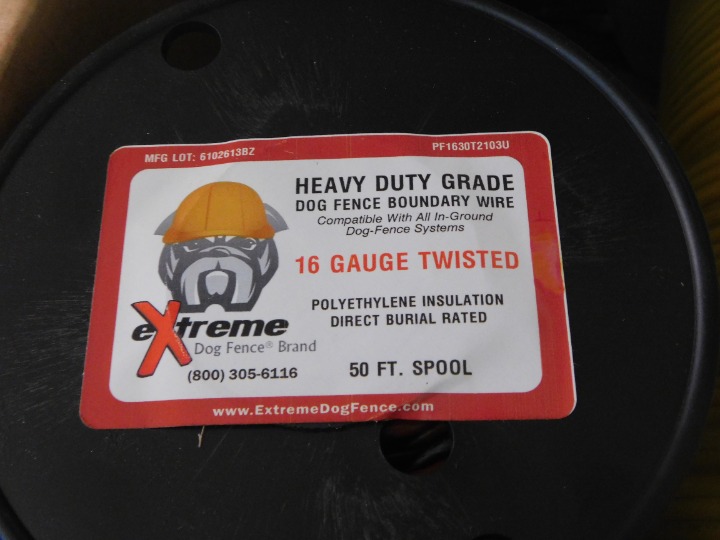 MFG LOT: 6102613BZ
PF1630T2103U
HEAVY DUTY GRADE
DOG FENCE BOUNDARY WIRE
Compatible With All In-Ground
Dog-Fence Systems
16 GAUGE TWISTED
POLYETHYLENE INSULATION
DIRECT BURIAL RATED
eXtreme
Dog Fence® Brand
(800) 305-6116
50 FT. SPOOL
www.ExtremeDogFence.com